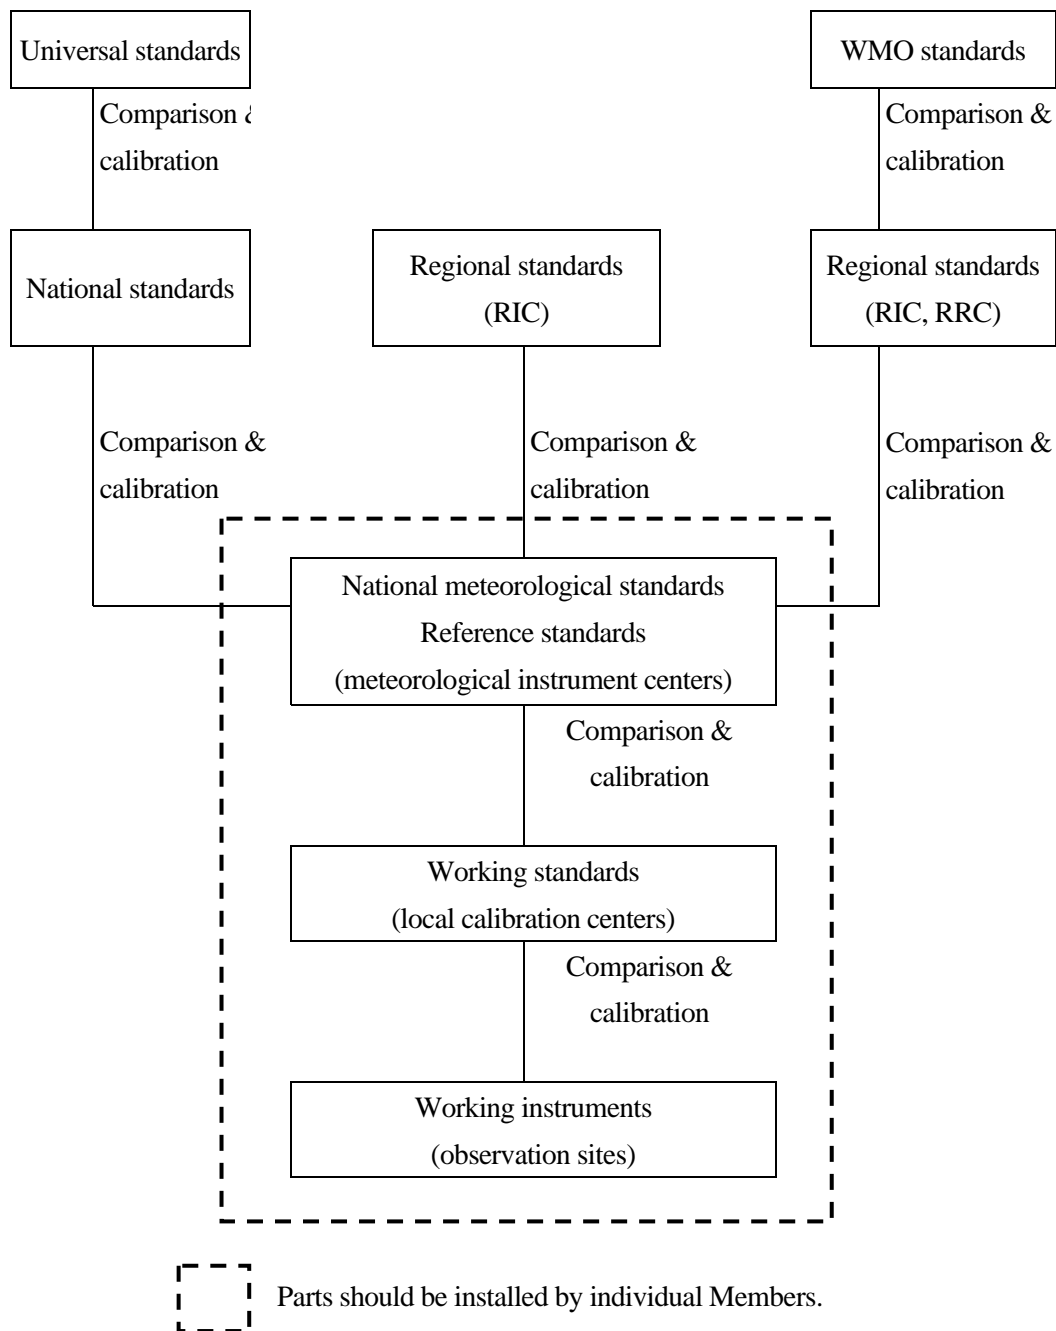 Universal standards
WMO standards
Comparison &
calibration
Comparison &
calibration
National standards
Regional standards
(RIC)
Regional standards
(RIC, RRC)
Comparison &
calibration
Comparison &
calibration
Comparison &
calibration
National meteorological standards
Reference standards
(meteorological instrument centers)
Comparison &
calibration
Working standards
(local calibration centers)
Comparison &
calibration
Working instruments
(observation sites)
Parts should be installed by individual Members.